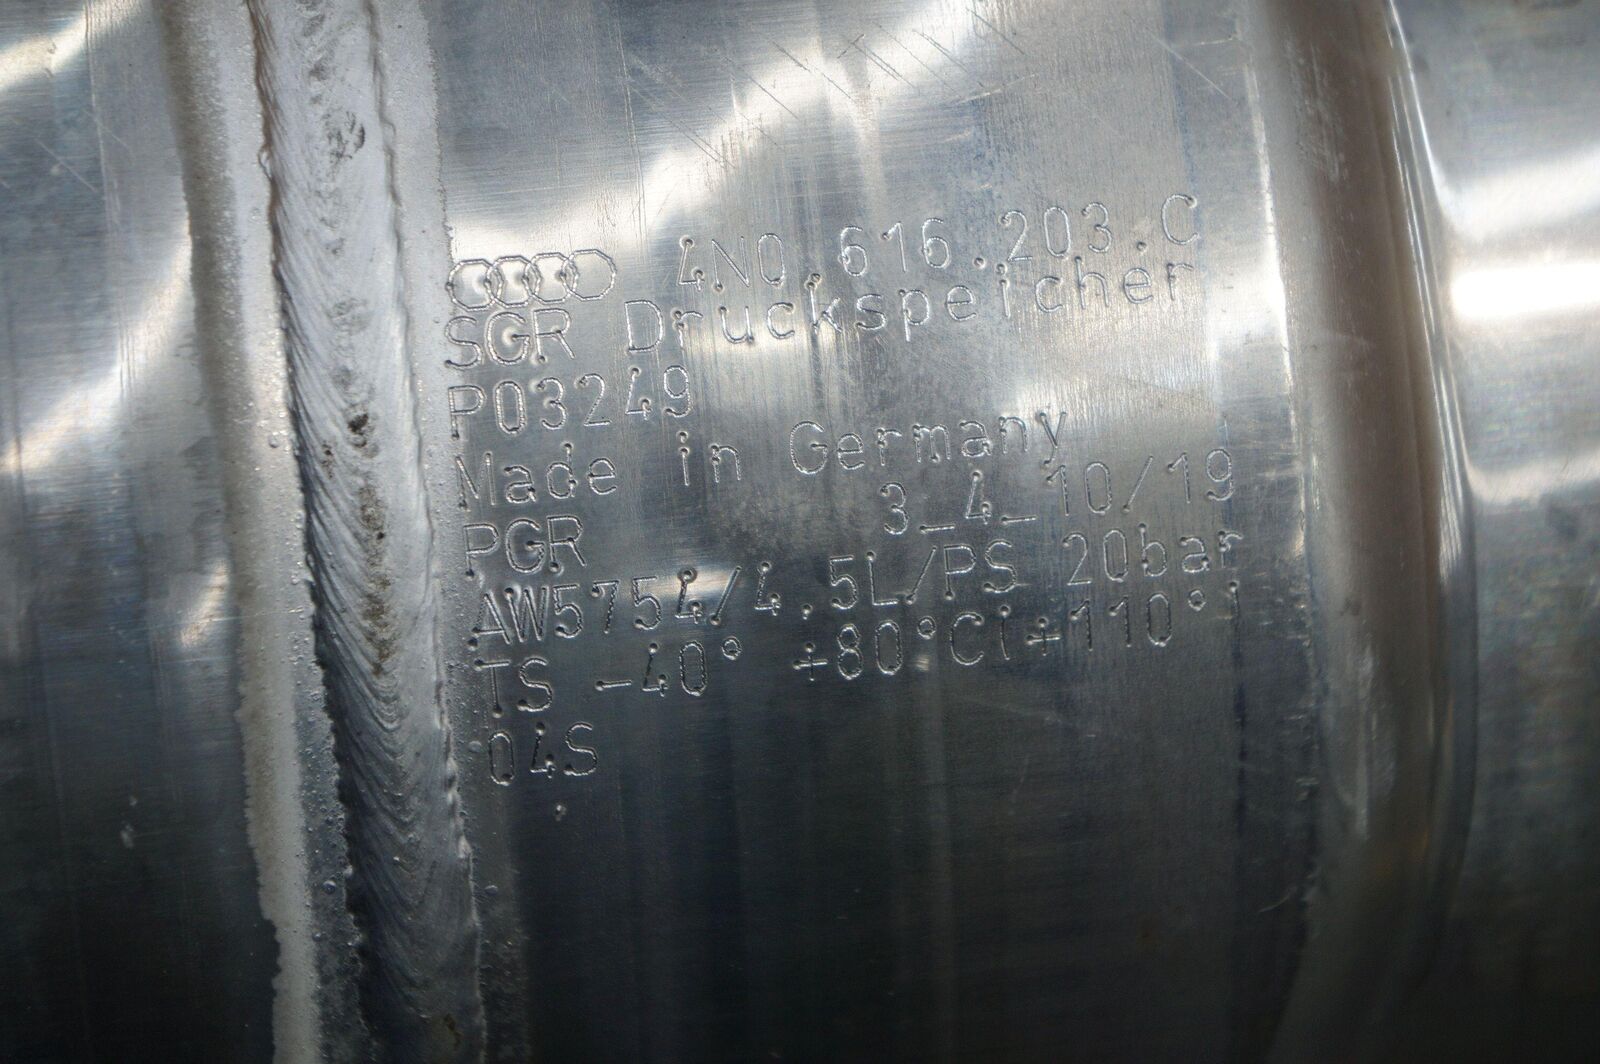 4N0.616.203.C
SGR Druckspeicher
P03249
Made in Germany
PGR 3_4_10/19
AW5754/4.5L/PS 20bar
TS -40° +80°C(+110°)
04S